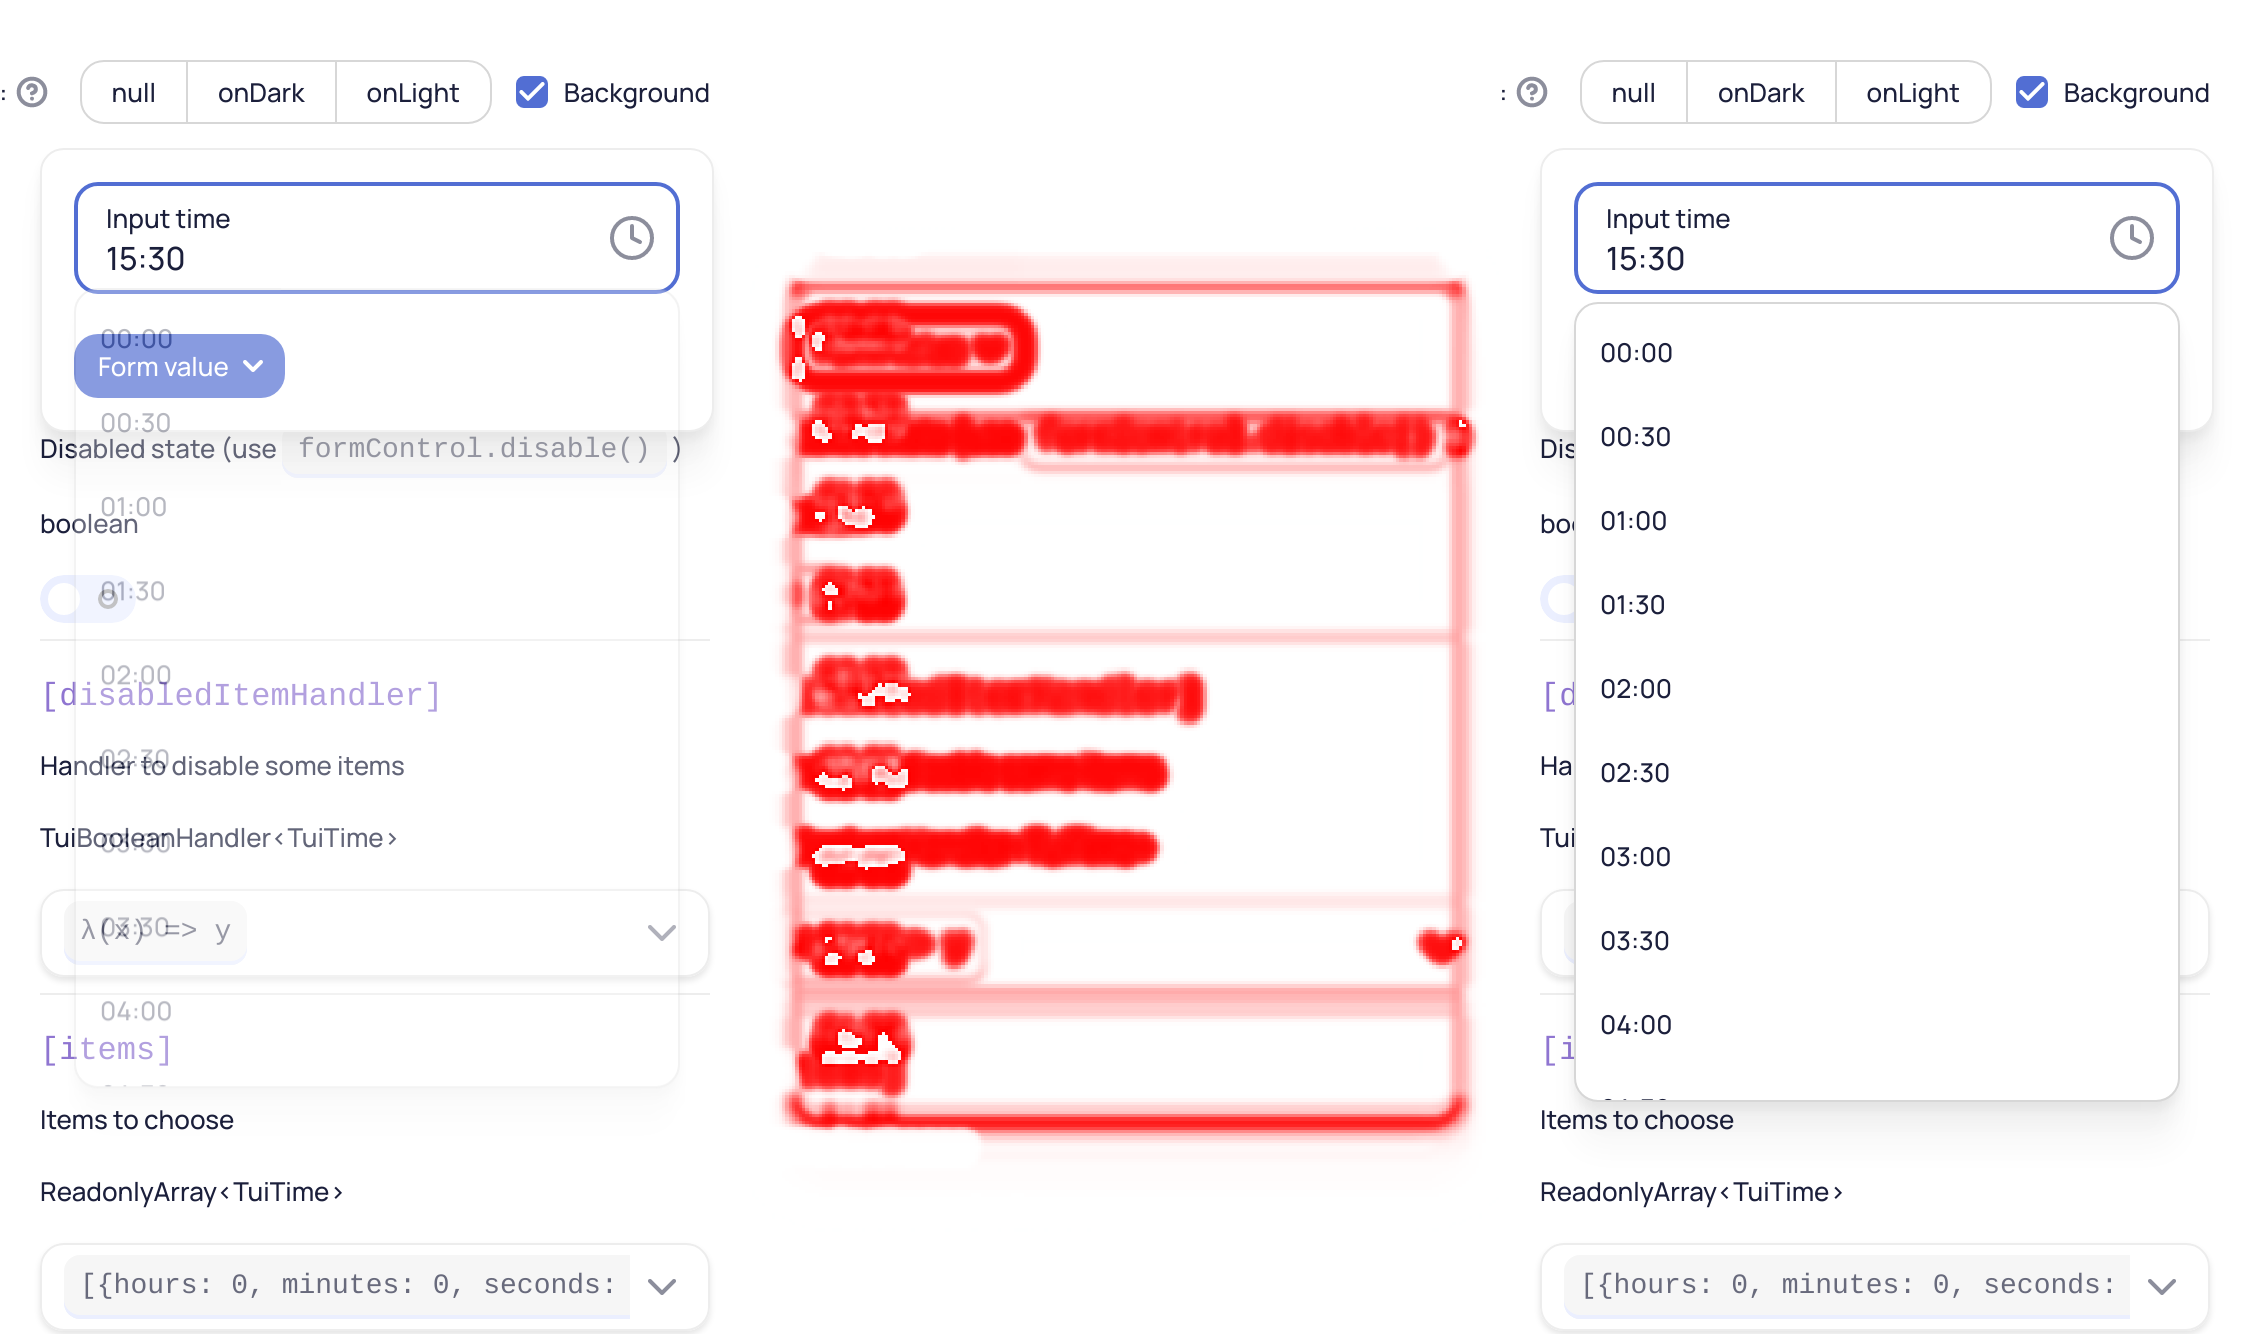 : null onDark onLight Background
Input time
15:30
00:00
Form value
00:30
Disabled state (use formControl.disable() )
01:00
boolean
01:30
02:00
[disabledItemHandler]
02:30
Handler to disable some items
TuiBooleanHandler<TuiTime>
03:00
03:30
λ(x) => y
04:00
[items]
Items to choose
ReadonlyArray<TuiTime>
[{hours: 0, minutes: 0, seconds:
: null onDark onLight Background
Input time
15:30
00:00
00:30
Dis
01:00
bo
01:30
02:00
[d
02:30
Ha
03:00
Tui
03:30
04:00
[i
Items to choose
ReadonlyArray<TuiTime>
[{hours: 0, minutes: 0, seconds: